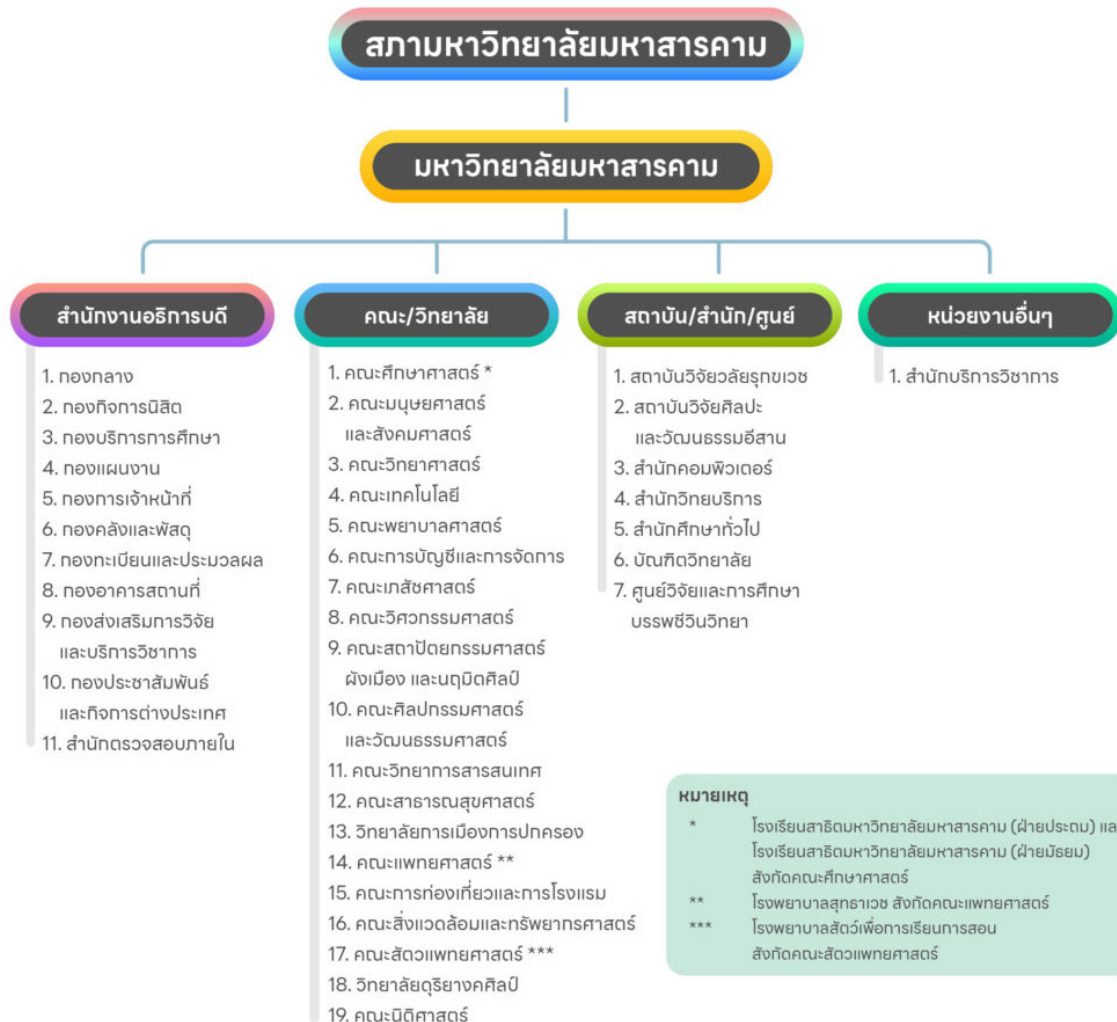 สภามหาวิทยาลัยมหาสารคาม
มหาวิทยาลัยมหาสารคาม
สำนักงานอธิการบดี
1. กองกลาง
2. กองกิจการนิสิต
3. กองบริการการศึกษา
4. กองแผนงาน
5. กองการเจ้าหน้าที่
6. กองคลังและพัสดุ
7. กองทะเบียนและประมวลผล
8. กองอาคารสถานที่
9. กองส่งเสริมการวิจัย
และบริการวิชาการ
10. กองประชาสัมพันธ์
และกิจการต่างประเทศ
11. สำนักตรวจสอบภายใน
คณะ/วิทยาลัย
1. คณะศึกษาศาสตร์ *
2. คณะมนุษยศาสตร์
และสังคมศาสตร์
3. คณะวิทยาศาสตร์
4. คณะเทคโนโลยี
5. คณะพยาบาลศาสตร์
6. คณะการบัญชีและการจัดการ
7. คณะเภสัชศาสตร์
8. คณะวิศวกรรมศาสตร์
9. คณะสถาปัตยกรรมศาสตร์
ผังเมือง และนฤมิตศิลป์
10. คณะศิลปกรรมศาสตร์
และวัฒนธรรมศาสตร์
11. คณะวิทยาการสารสนเทศ
12. คณะสาธารณสุขศาสตร์
13. วิทยาลัยการเมืองการปกครอง
14. คณะแพทยศาสตร์ **
15. คณะการท่องเที่ยวและการโรงแรม
16. คณะสิ่งแวดล้อมและทรัพยากรศาสตร์
17. คณะสัตวแพทยศาสตร์ ***
18. วิทยาลัยดุริยางคศิลป์
19. คณะนิติศาสตร์
สถาบัน/สำนัก/ศูนย์
1. สถาบันวิจัยวลัยรุกขเวช
2. สถาบันวิจัยศิลปะ
และวัฒนธรรมอีสาน
3. สำนักคอมพิวเตอร์
4. สำนักวิทยบริการ
5. สำนักศึกษาทั่วไป
6. บัณฑิตวิทยาลัย
7. ศูนย์วิจัยและการศึกษา
บรรพชีวินวิทยา
หน่วยงานอื่นๆ
1. สำนักบริการวิชาการ
หมายเหตุ
* โรงเรียนสาธิตมหาวิทยาลัยมหาสารคาม (ฝ่ายประถม)
โรงเรียนสาธิตมหาวิทยาลัยมหาสารคาม (ฝ่ายมัธยม)
สังกัดคณะศึกษาศาสตร์
** โรงพยาบาลสุทธาเวช สังกัดคณะแพทยศาสตร์
*** โรงพยาบาลสัตว์เพื่อการเรียนการสอน
สังกัดคณะสัตวแพทยศาสตร์